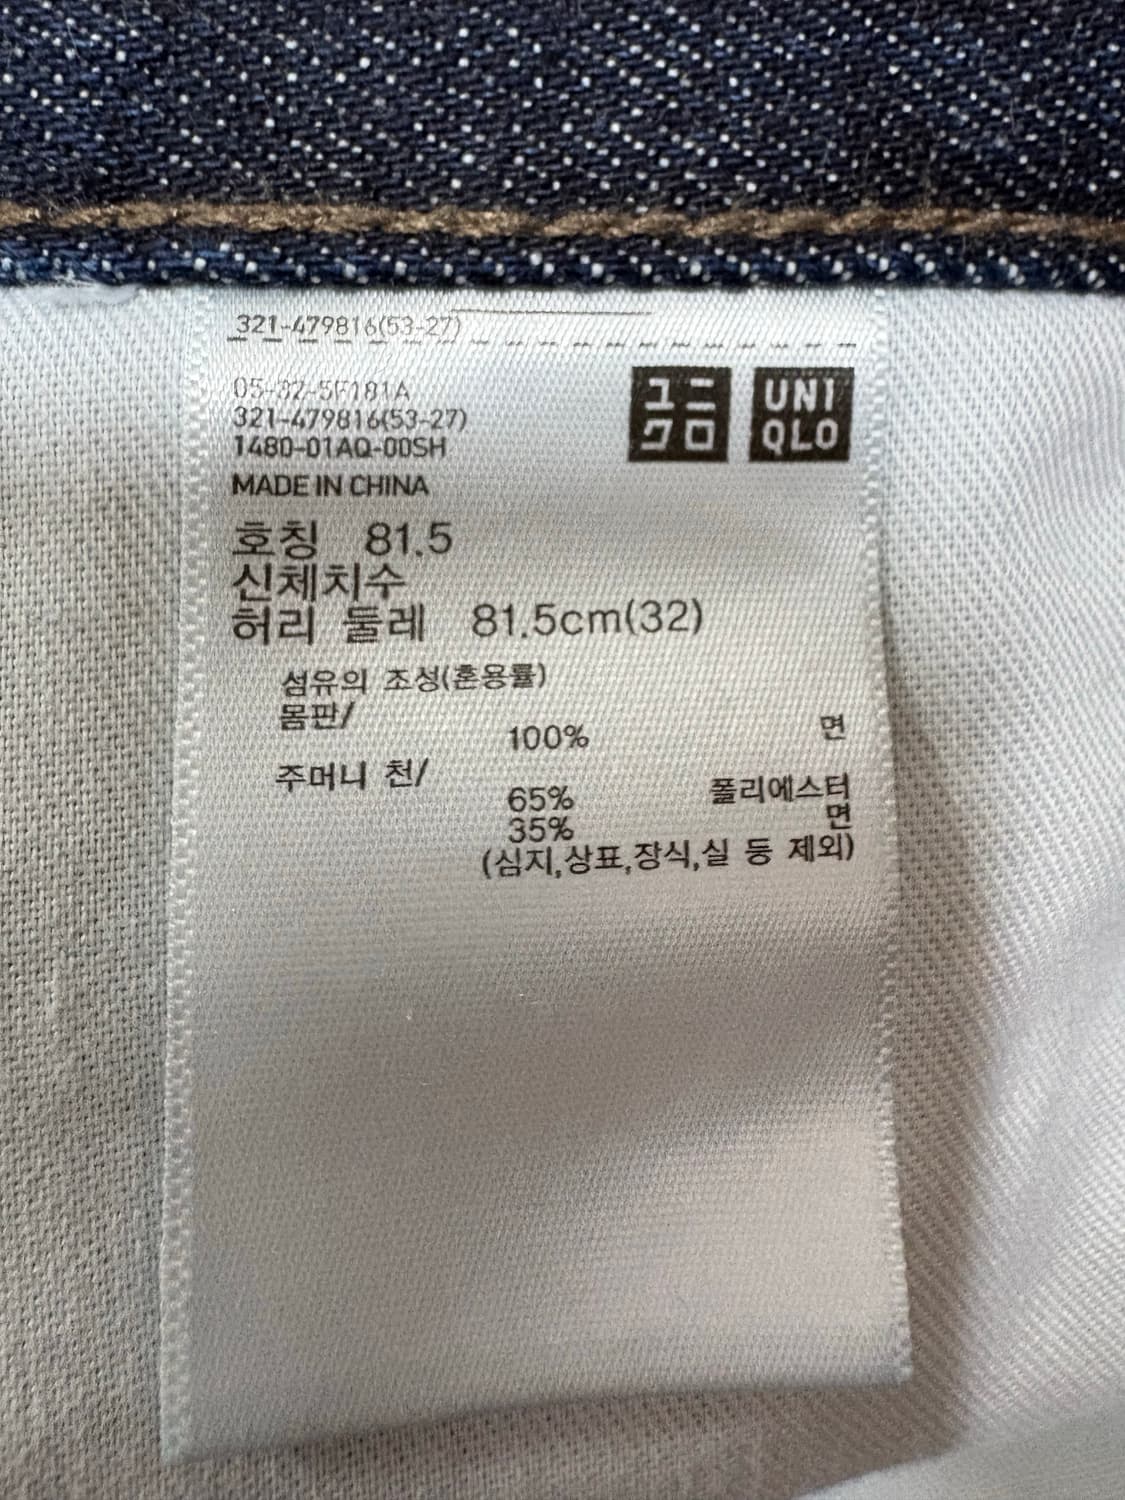 321-479816(53-27)
05-32-5F181A
321-479816(53-27)
1480-01AQ-00SH
MADE IN CHINA
ユニ
クロ
UNI
QLO
호칭 81.5
신체치수
허리 둘레 81.5cm(32)
섬유의 조성(혼용률)
몸판/
100% 면
주머니 천/
65% 폴리에스터
35% 면
(심지,상표,장식,실 등 제외)